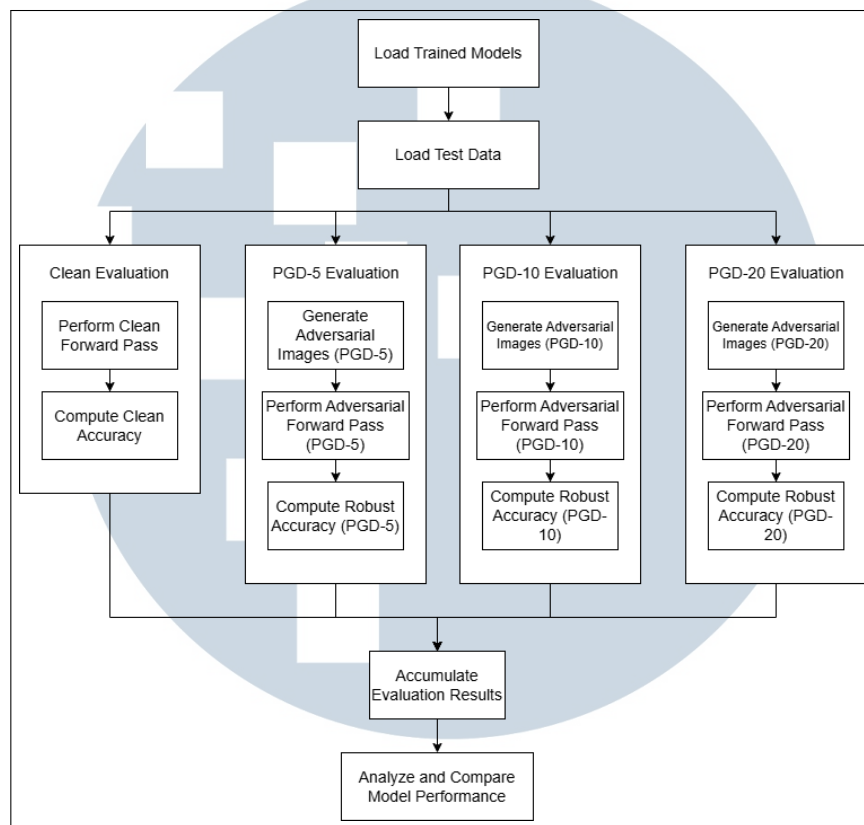 Load Trained Models
Load Test Data
Clean Evaluation
Perform Clean
Forward Pass
Compute Clean
Accuracy
PGD-5 Evaluation
Generate
Adversarial
Images (PGD-5)
Perform Adversarial
Forward Pass
(PGD-5)
Compute Robust
Accuracy (PGD-5)
PGD-10 Evaluation
Generate Adversarial
Images (PGD-10)
Perform Adversarial
Forward Pass
(PGD-10)
Compute Robust
Accuracy (PGD-
10)
PGD-20 Evaluation
Generate Adversarial
Images (PGD-20)
Perform Adversarial
Forward Pass
(PGD-20)
Compute Robust
Accuracy (PGD-
20)
Accumulate
Evaluation Results
Analyze and Compare
Model Performance